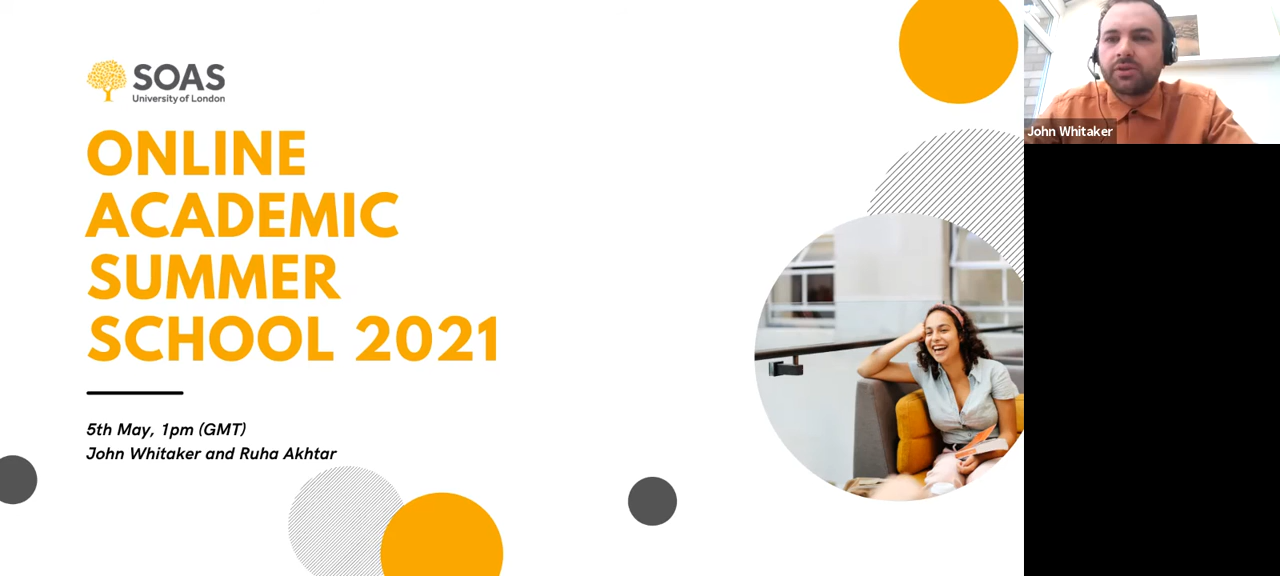 SOAS
University of London
ONLINE
ACADEMIC
SUMMER
SCHOOL 2021
5th May, 1pm (GMT)
John Whitaker and Ruha Akhtar
John Whitaker